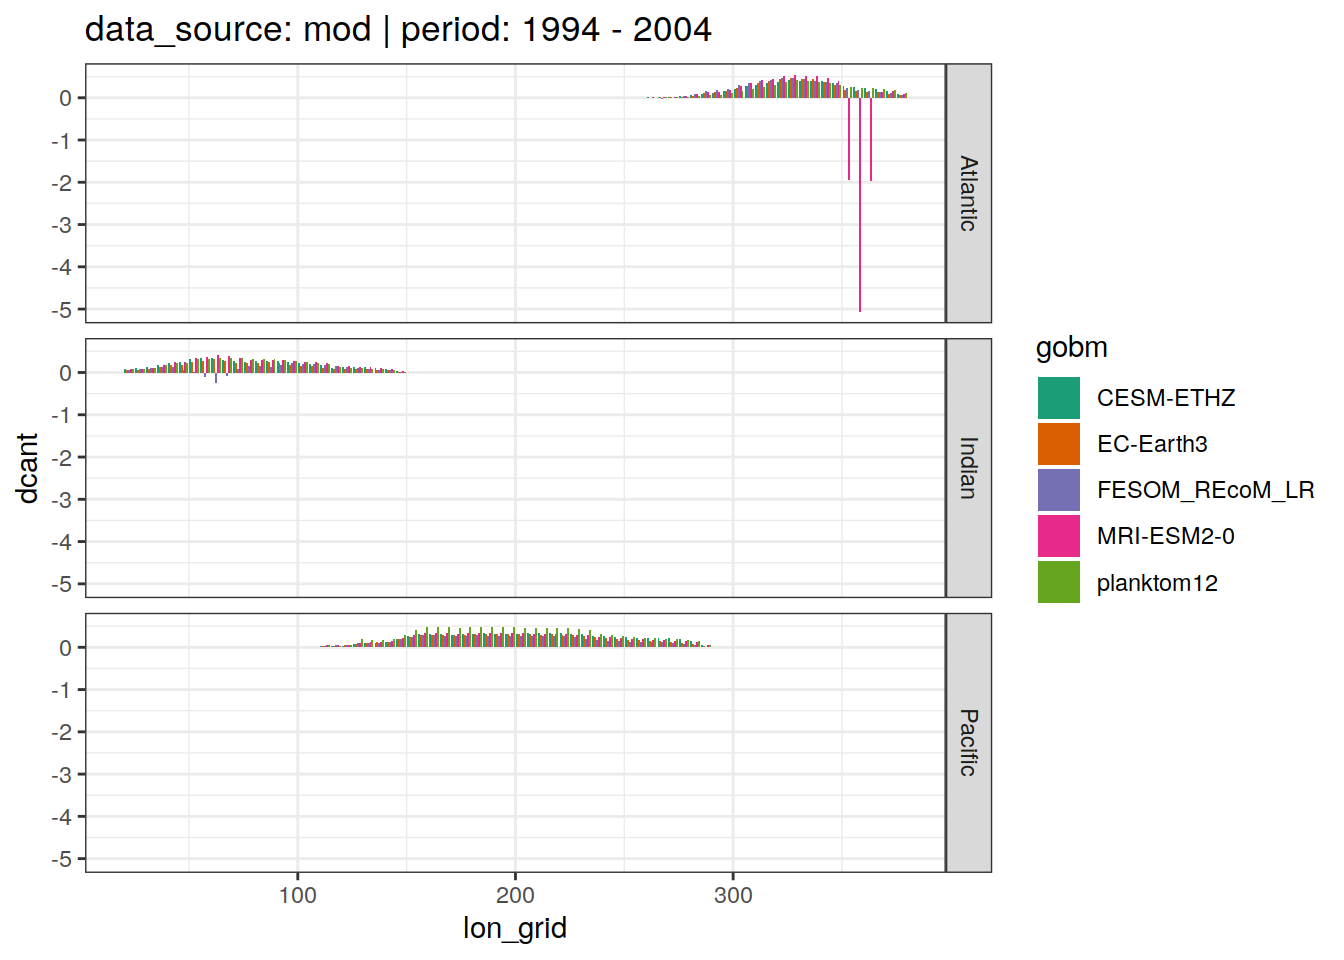 data_source: mod | period: 1994 - 2004
0
-1
-2
-3
-4
-5
Atlantic
0
-1
-2
-3
-4
-5
Indian
0
-1
-2
-3
-4
-5
Pacific
100
200
300
lon_grid
dcant
gobm
CESM-ETHZ
EC-Earth3
FESOM_REcoM_LR
MRI-ESM2-0
planktom12